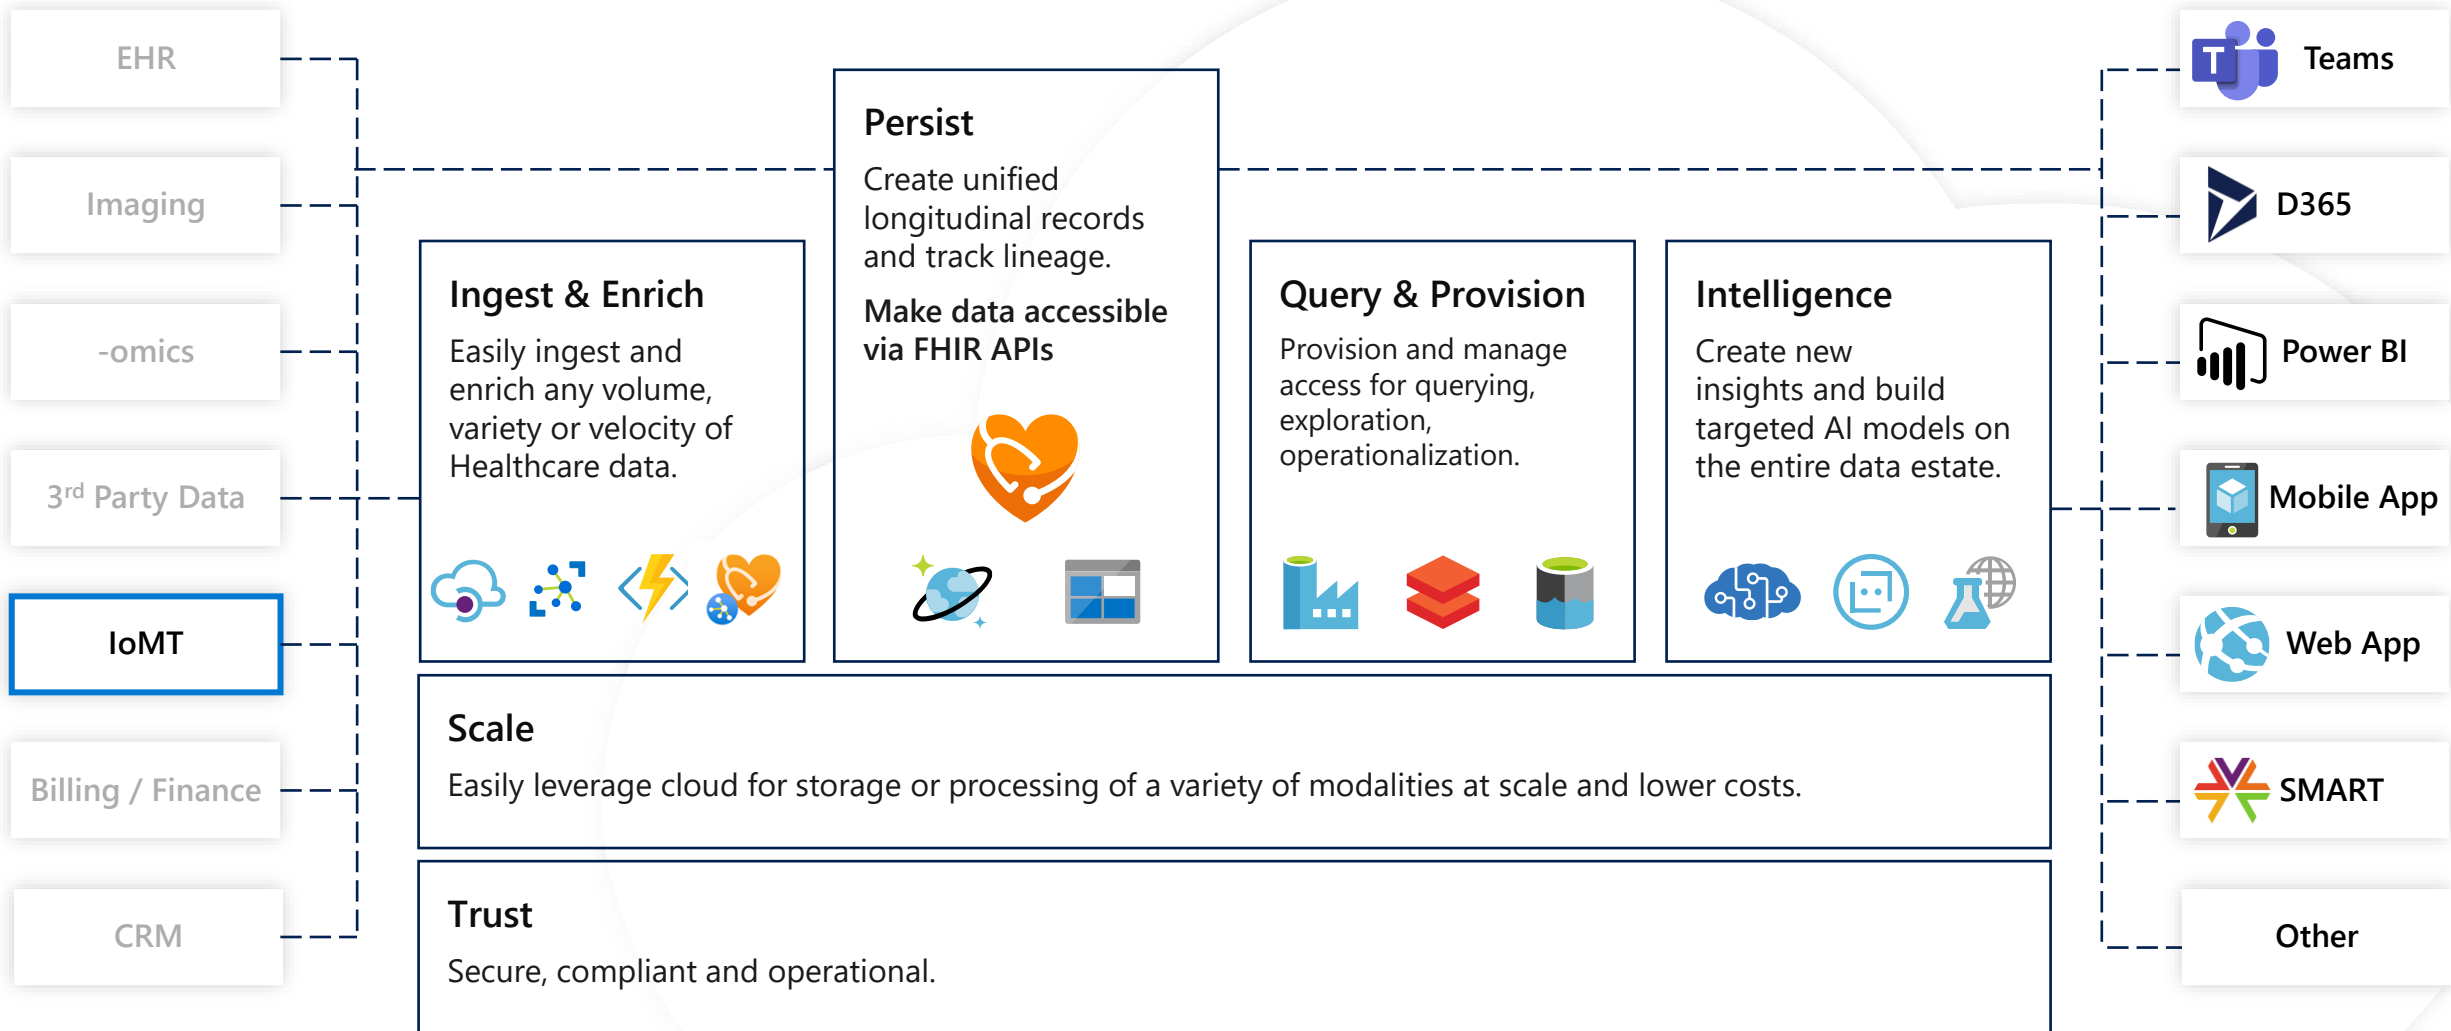 EHR
Imaging
-omics
3rd Party Data
IoMT
Billing / Finance
CRM
Ingest & Enrich
Easily ingest and
enrich any volume,
variety or velocity of
Healthcare data.
Persist
Create unified
longitudinal records
and track lineage.
Make data accessible
via FHIR APIs
Query & Provision
Provision and manage
access for querying,
exploration,
operationalization.
Intelligence
Create new
insights and build
targeted AI models on
the entire data estate.
Scale
Easily leverage cloud for storage or processing of a variety of modalities at scale and lower costs.
Trust
Secure, compliant and operational.
T
Teams
D365
Power BI
Mobile App
Web App
SMART
Other